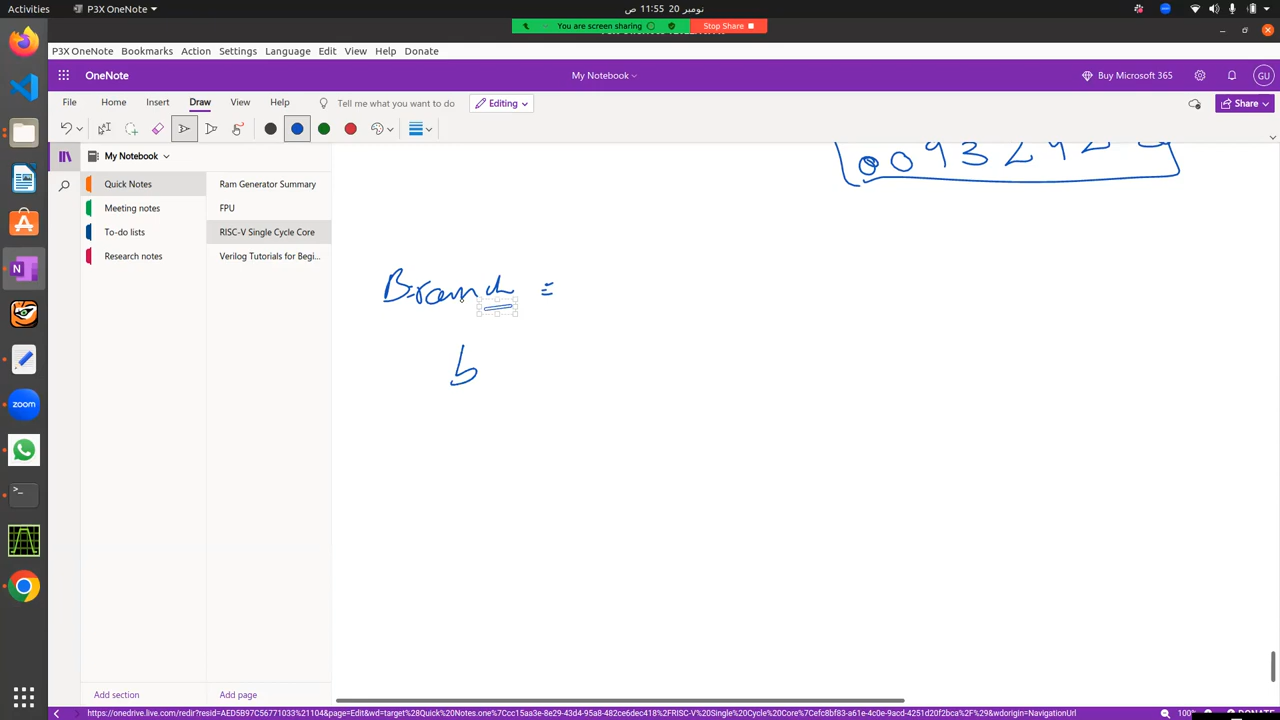 Activities
P3X OneNote
نومبر 20 11:55 ص
You are screen sharing
Stop Share
P3X OneNote Bookmarks Action Settings Language Edit View Help Donate
OneNote
My Notebook
Buy Microsoft 365
GU
File Home Insert Draw View Help
Tell me what you want to do
Editing
Share
My Notebook
Quick Notes
Meeting notes
To-do lists
Research notes
Ram Generator Summary
FPU
RISC-V Single Cycle Core
Verilog Tutorials for Begi...
zoom
Branch =
b
Add section
Add page
100%